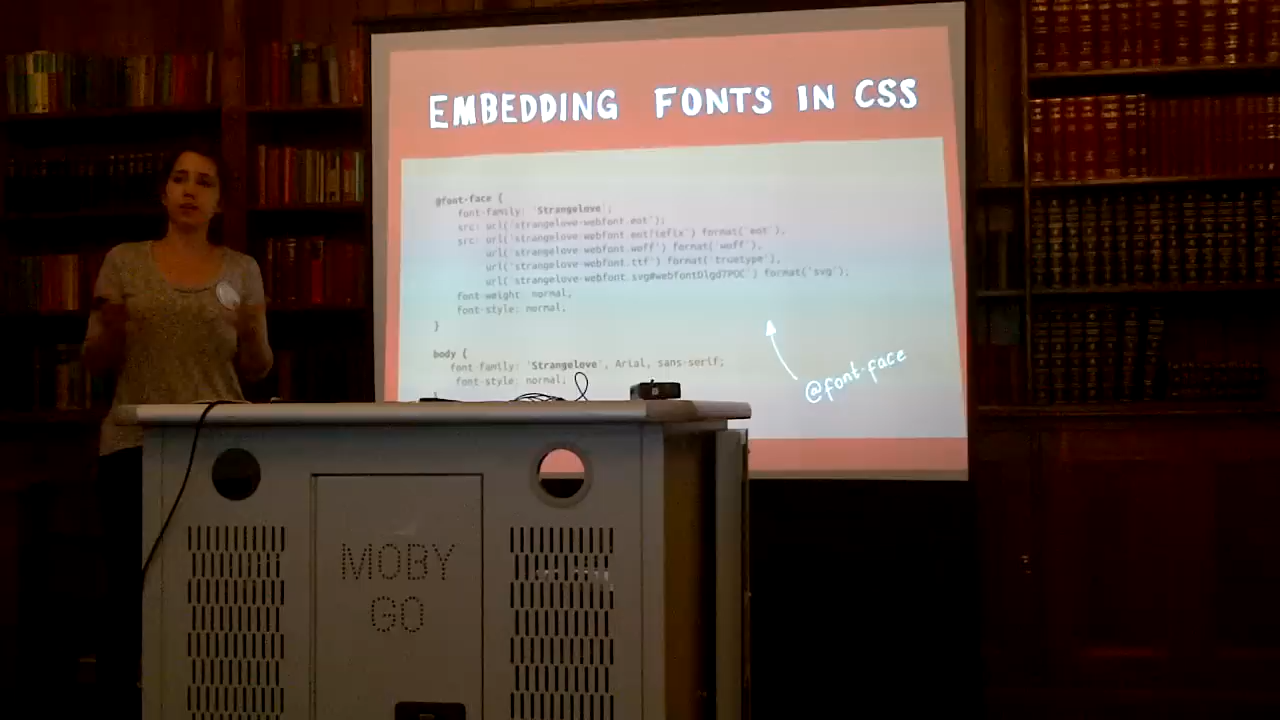 EMBEDDING FONTS IN CSS
@font-face {
font-family: 'Strangelove';
src: url('strangelove-webfont.eot');
src: url('strangelove-webfont.eot?iefix') format('eot'),
url('strangelove-webfont.woff') format('woff'),
url('strangelove-webfont.ttf') format('truetype'),
format('svg');
font-weight: normal;
font-style: normal;
}
body {
font-family: 'Strangelove', Arial, sans-serif;
font-style: normal;
@font-face
MOBY
GO